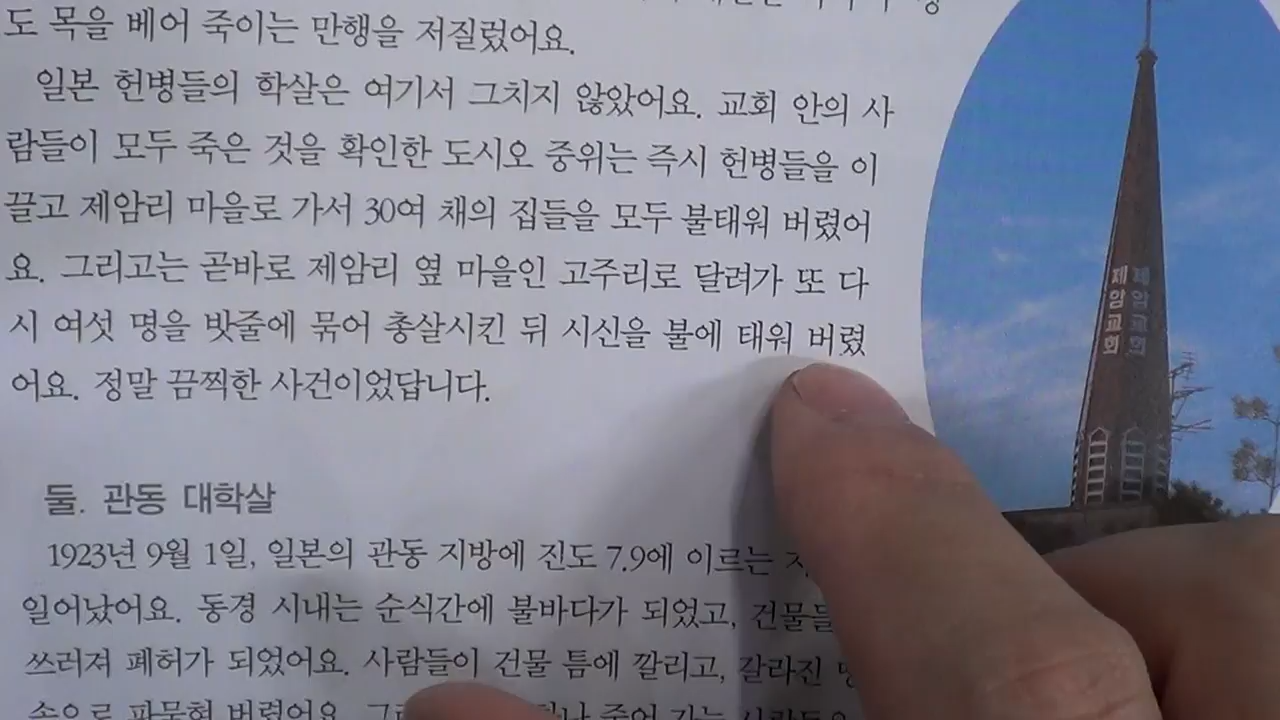 도 목을 베어 죽이는 만행을 저질렀어요.
일본 헌병들의 학살은 여기서 그치지 않았어요. 교회 안의 사
람들이 모두 죽은 것을 확인한 도시오 중위는 즉시 헌병들을 이
끌고 제암리 마을로 가서 30여 채의 집들을 모두 불태워 버렸어
요. 그리고는 곧바로 제암리 옆 마을인 고주리로 달려가 또 다
시 여섯 명을 밧줄에 묶어 총살시킨 뒤 시신을 불에 태워 버렸
어요. 정말 끔찍한 사건이었답니다.
제암교회
제암교회
둘. 관동 대학살
1923년 9월 1일, 일본의 관동 지방에 진도 7.9에 이르는
일어났어요. 동경 시내는 순식간에 불바다가 되었고, 건물들
쓰러져 폐허가 되었어요. 사람들이 건물 틈에 깔리고, 갈라진
속으로 파묻혀 버렸어요.